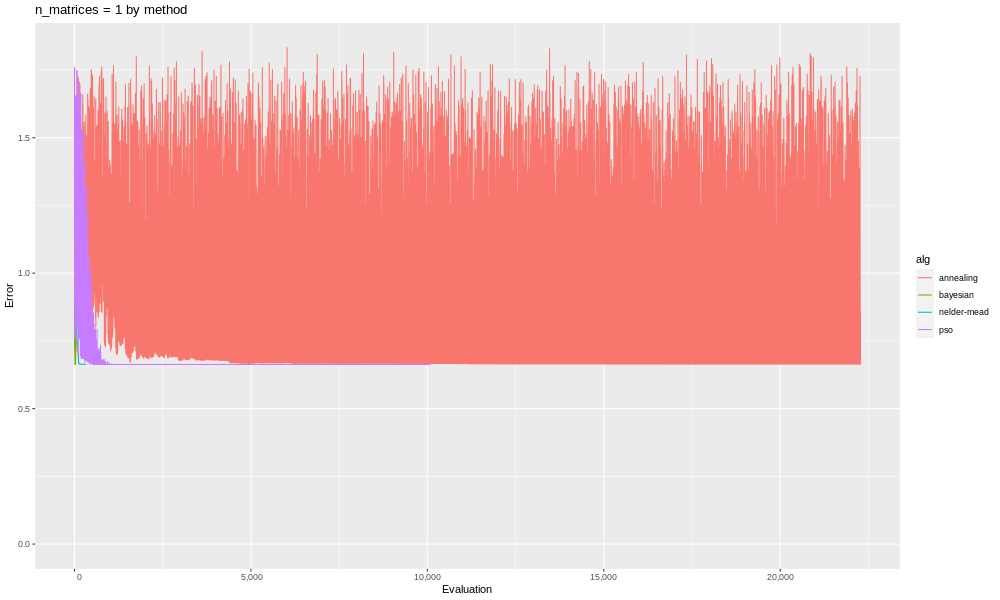 n_matrices = 1 by method
1.5
1.0
0.5
0.0
Error
0
5,000
10,000
15,000
20,000
Evaluation
alg
annealing
bayesian
nelder-mead
pso